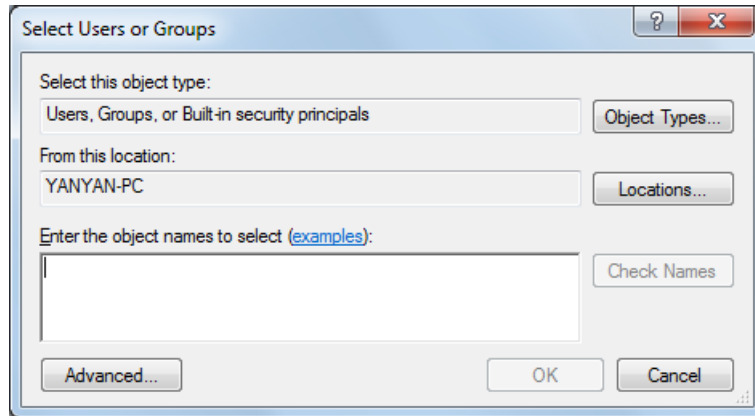 Select Users or Groups
Select this object type:
Users, Groups, or Built-in security principals
Object Types...
From this location:
YANYAN-PC
Locations...
Enter the object names to select (examples):
Check Names
Advanced...
OK
Cancel